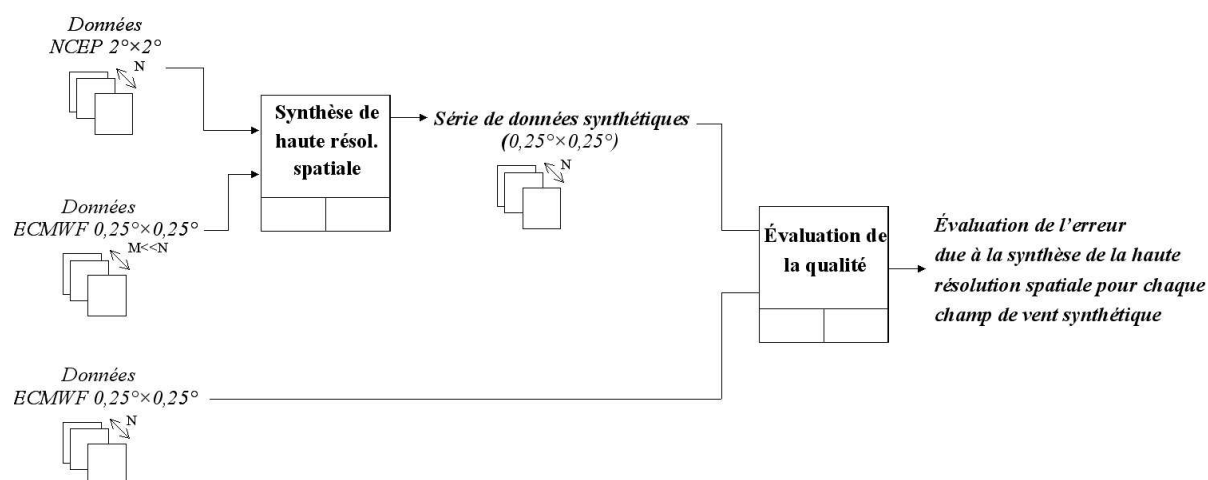 Données
NCEP 2°×2°
N
Synthèse de
haute résol.
spatiale
Série de données synthétiques
(0,25°×0,25°)
N
Données
ECMWF 0,25°×0,25°
M<<N
Évaluation de
la qualité
Évaluation de l’erreur
due à la synthèse de la haute
résolution spatiale pour chaque
champ de vent synthétique
Données
ECMWF 0,25°×0,25°
N